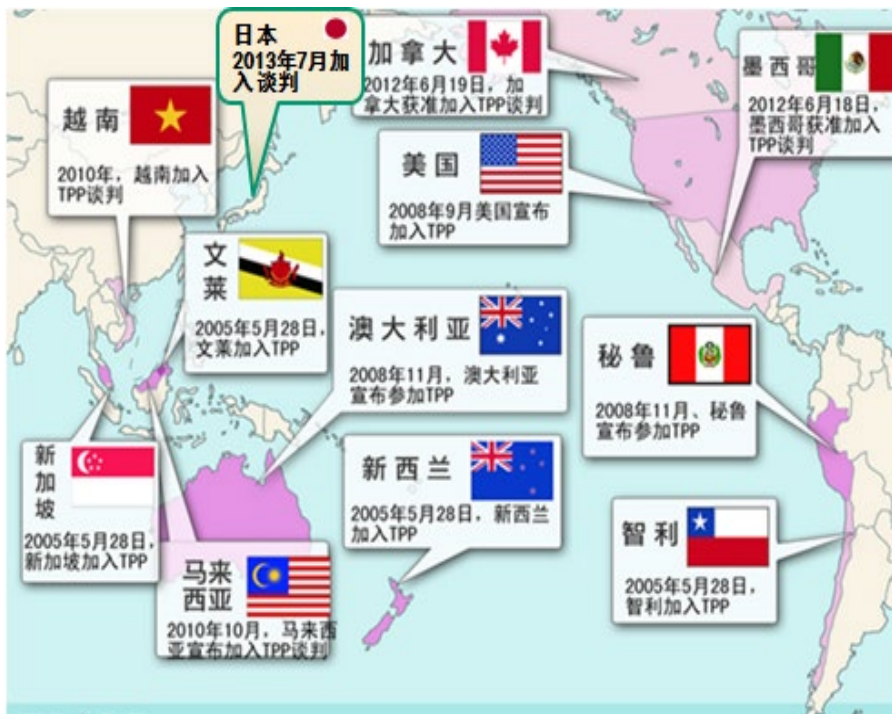 日本
2013年7月加
入谈判
加拿大
2012年6月19日，加
拿大获准加入TPP谈判
墨西哥
2012年6月18日，
墨西哥获准加入
TPP谈判
越南
2010年，越南加入
TPP谈判
美国
2008年9月美国宣布
加入TPP
文
莱
2005年5月28日，
文莱加入TPP
澳大利亚
2008年11月，澳大利亚
宣布参加TPP
秘鲁
2008年11月、秘鲁
宣布参加TPP
新
加
坡
2005年5月28日，
新加坡加入TPP
新西兰
2005年5月28日，新西兰
加入TPP
智利
2005年5月28日，
智利加入TPP
马来
西亚
2010年10月，马来西
亚宣布加入TPP谈判